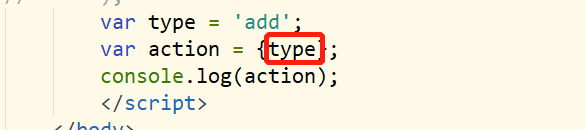 var type = 'add';
var action = {type};
console.log(action);
</script>
</body>